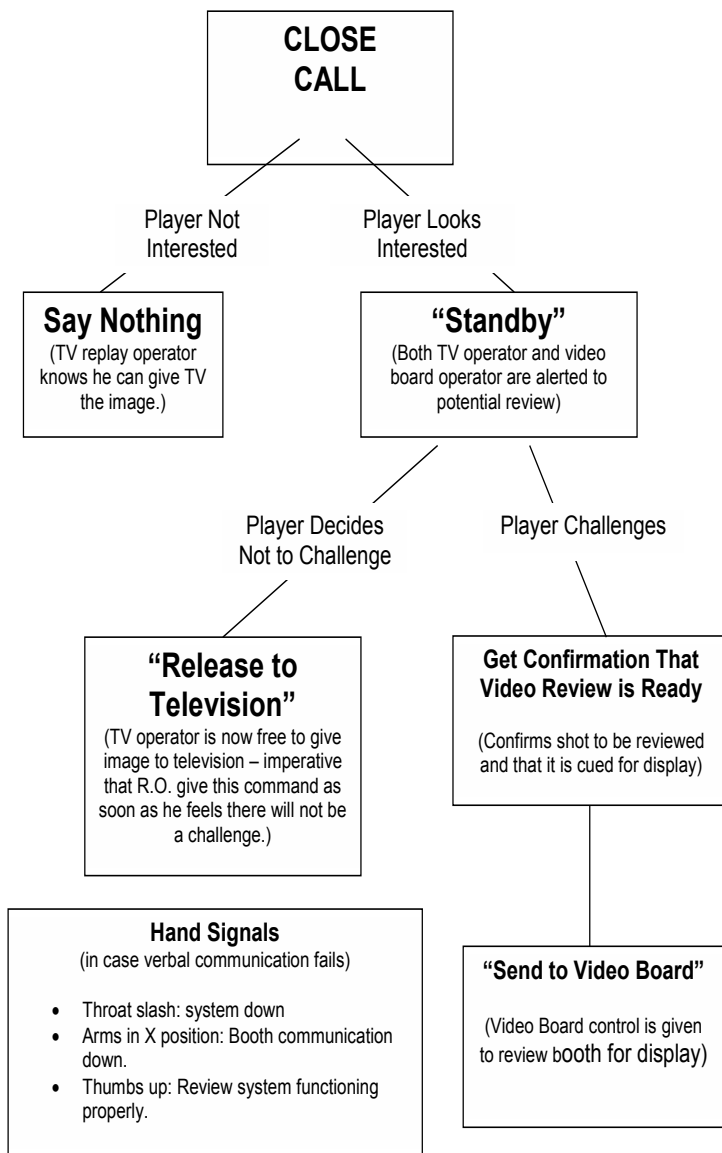 CLOSE
CALL
Player Not
Interested
Player Looks
Interested
Say Nothing
(TV replay operator
knows he can give TV
the image.)
“Standby”
(Both TV operator and video
board operator are alerted to
potential review)
Player Decides
Not to Challenge
Player Challenges
“Release to
Television”
(TV operator is now free to give
image to television – imperative
that R.O. give this command as
soon as he feels there will not be
a challenge.)
Get Confirmation That
Video Review is Ready
(Confirms shot to be reviewed
and that it is cued for display)
Hand Signals
(in case verbal communication fails)
• Throat slash: system down
• Arms in X position: Booth communication
down.
• Thumbs up: Review system functioning
properly.
“Send to Video Board”
(Video Board control is given
to review booth for display)